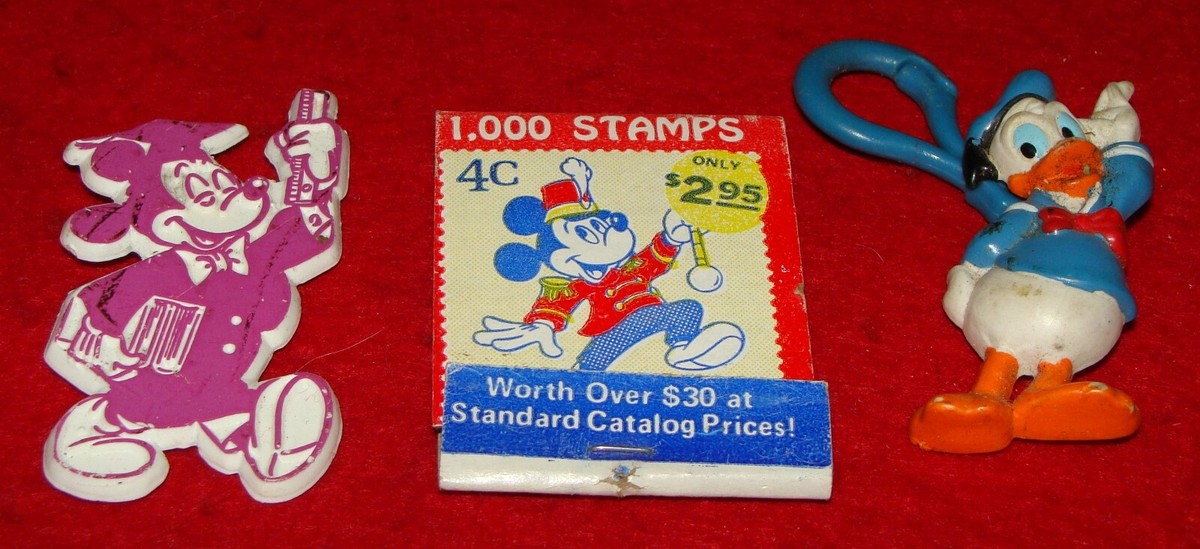 1,000 STAMPS
4C
ONLY
$2.95
Worth Over $30 at
Standard Catalog Prices!